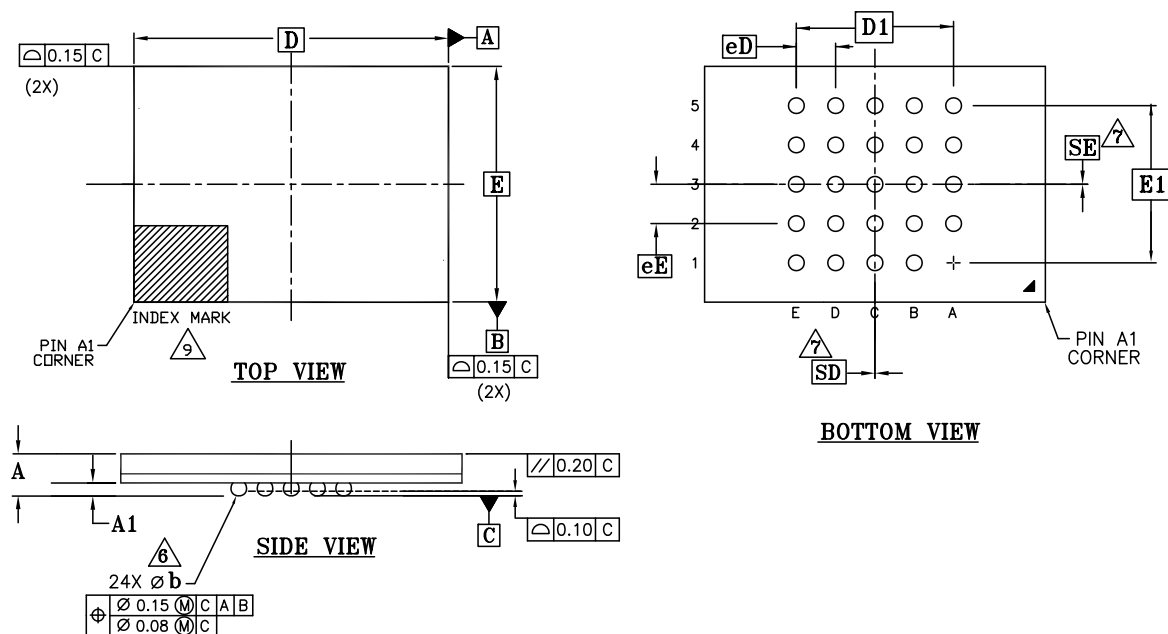 D
A
⌓ 0.15 C
(2X)
E
INDEX MARK
9
PIN A1
CORNER
B
⌓ 0.15 C
(2X)
TOP VIEW
D1
eD
5
4
3
2
1
SE
7
E1
eE
E D C B A
7
SD
PIN A1
CORNER
BOTTOM VIEW
A
A1
// 0.20 C
C
⌓ 0.10 C
SIDE VIEW
6
24X ⌀ b
⌖ ⌀ 0.15 Ⓜ C A B
⌀ 0.08 Ⓜ C